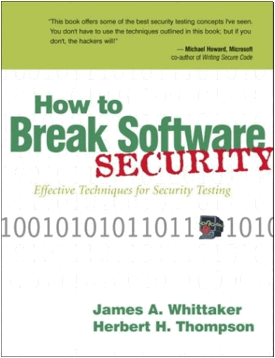 "This book offers some of the best security testing concepts I've seen.
You don't have to use the techniques outlined in this book; but if you
don't, the hackers will!"
— Michael Howard, Microsoft
co-author of Writing Secure Code
How to
Break Software
SECURITY
Effective Techniques for Security Testing
10010101011011 1010
James A. Whittaker
Herbert H. Thompson